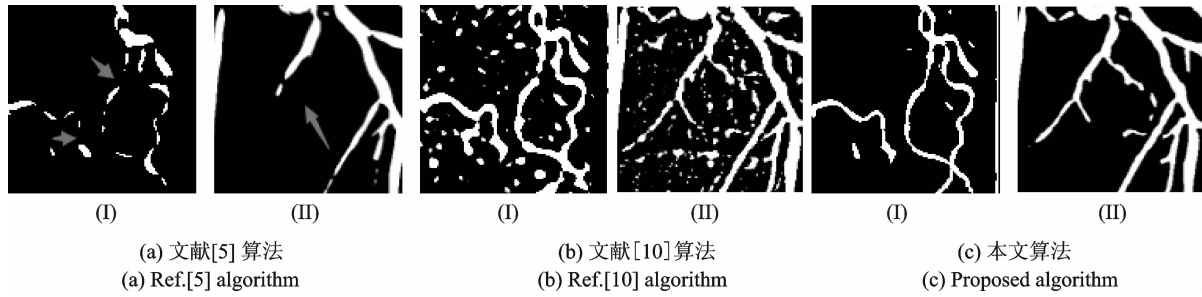 (I) (II) (I) (II) (I) (II)
(a) 文献[5] 算法 (b) 文献[10]算法 (c) 本文算法
(a) Ref.[5] algorithm (b) Ref.[10] algorithm (c) Proposed algorithm